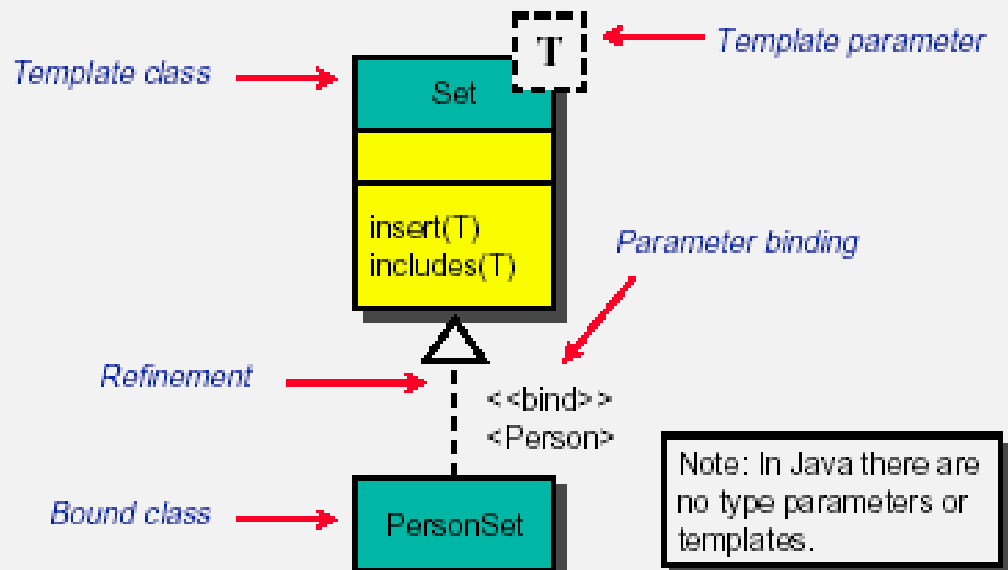 T
Template parameter
Template class
Set
insert(T)
includes(T)
Parameter binding
Refinement
<<bind>>
<Person>
Note: In Java there are
no type parameters or
templates.
Bound class
PersonSet